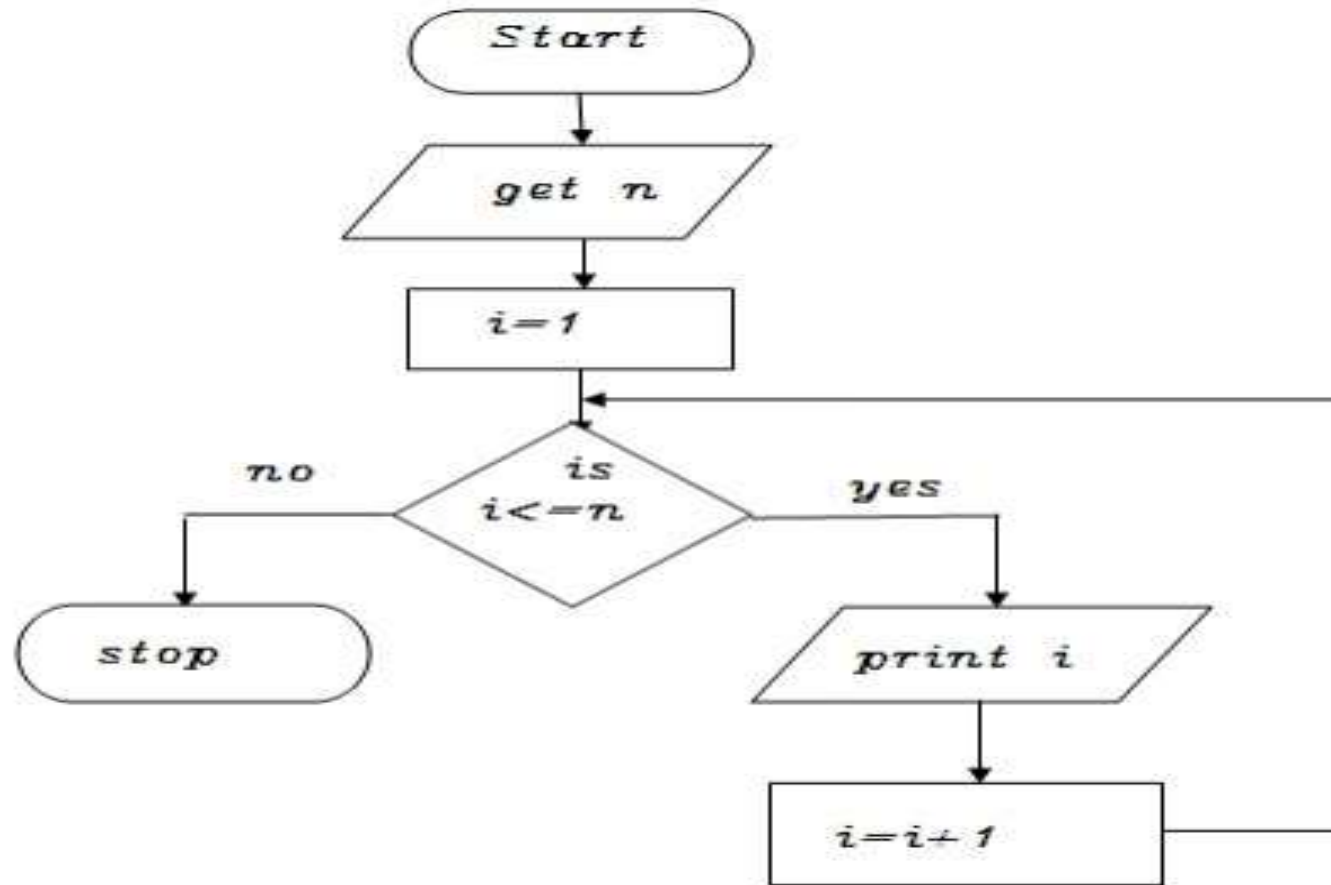 Start
get n
i=1
is
i<=n
no
yes
stop
print i
i=i+1